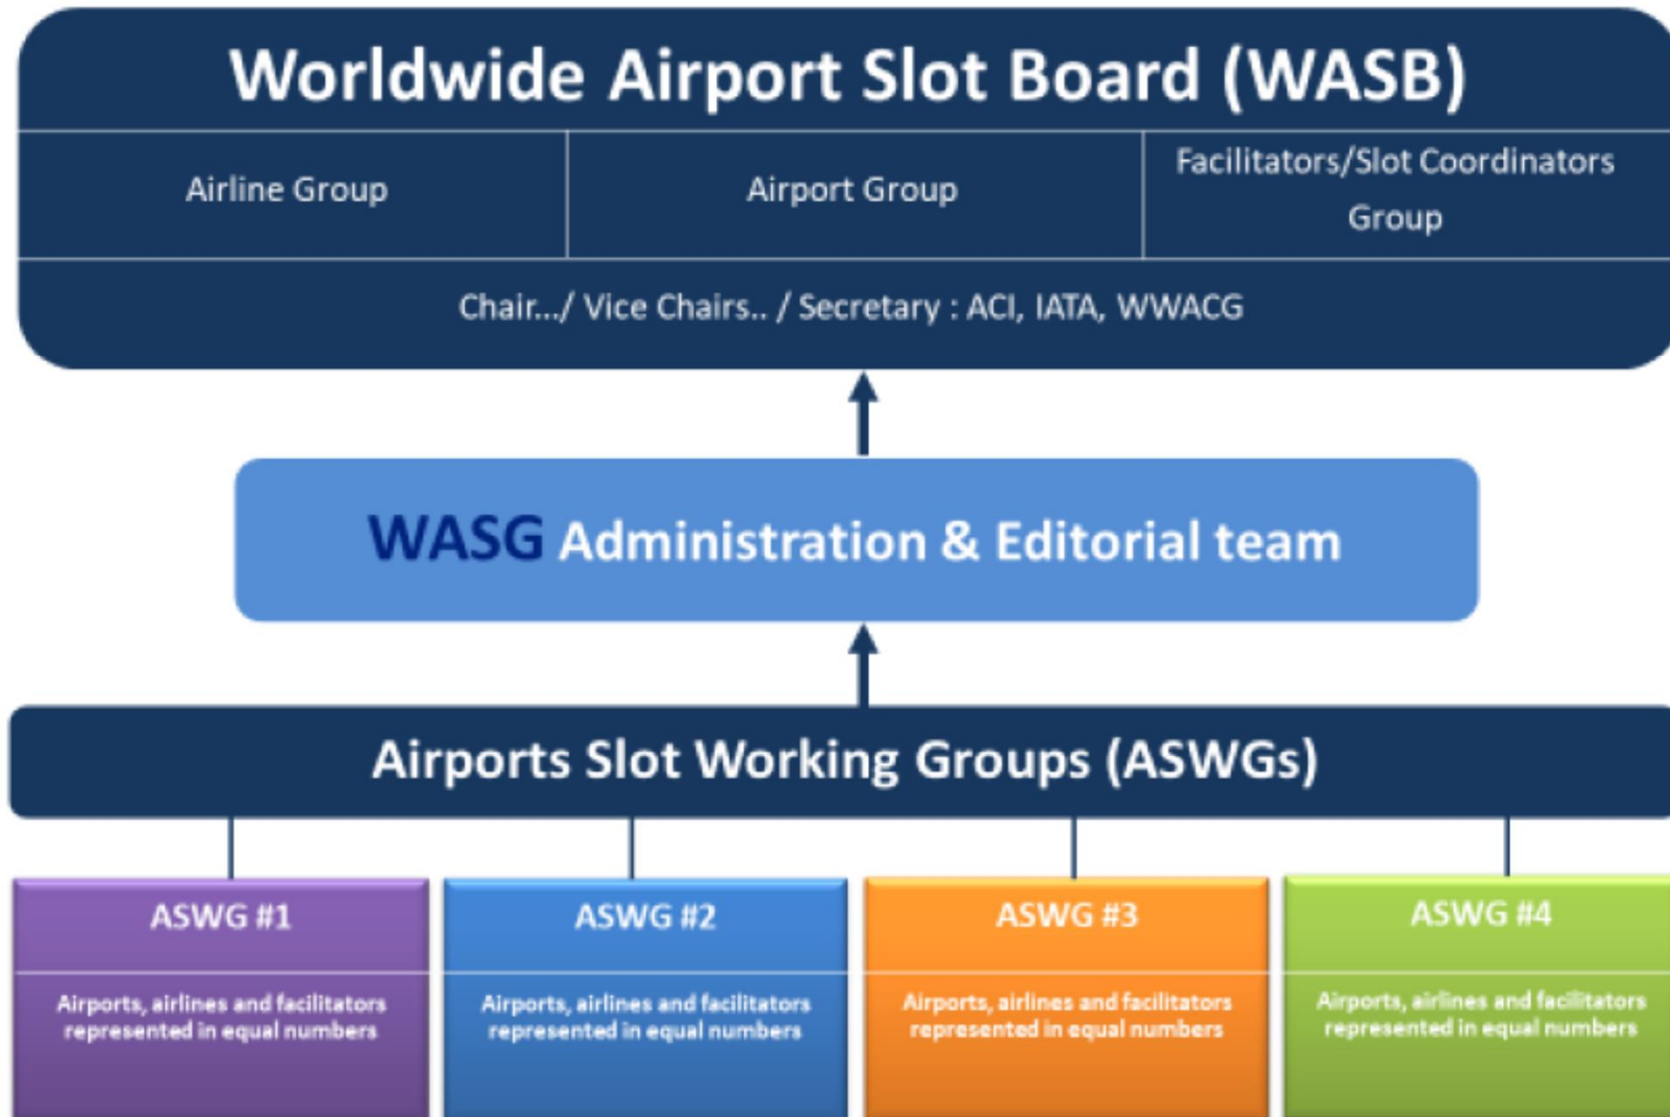 Worldwide Airport Slot Board (WASB)
Airline Group
Airport Group
Facilitators/Slot Coordinators
Group
Chair.../ Vice Chairs.. / Secretary : ACI, IATA, WWACG
WASG Administration & Editorial team
Airports Slot Working Groups (ASWGs)
ASWG #1
Airports, airlines and facilitators
represented in equal numbers
ASWG #2
Airports, airlines and facilitators
represented in equal numbers
ASWG #3
Airports, airlines and facilitators
represented in equal numbers
ASWG #4
Airports, airlines and facilitators
represented in equal numbers